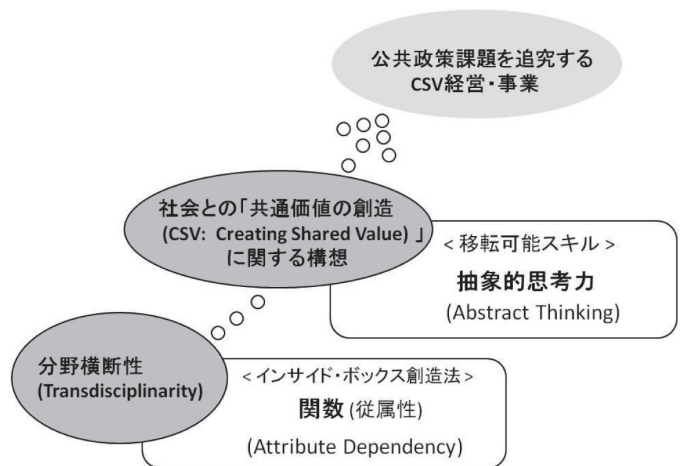 公共政策課題を追究する
CSV経営・事業
社会との「共通価値の創造
(CSV: Creating Shared Value) 」
に関する構想
< 移転可能スキル >
抽象的思考力
(Abstract Thinking)
分野横断性
(Transdisciplinarity)
< インサイド・ボックス創造法 >
関数 (従属性)
(Attribute Dependency)